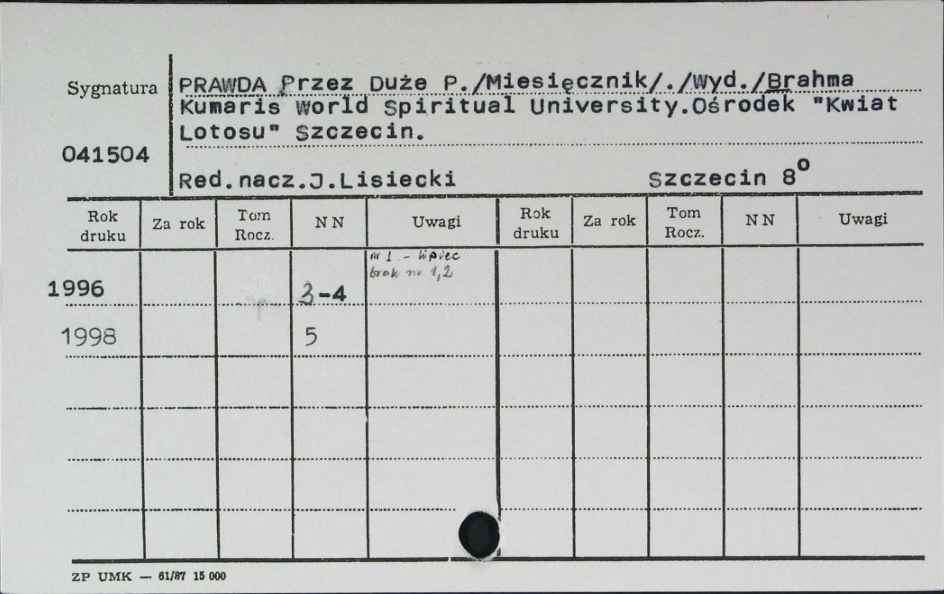 Sygnatura
041504
PRAWDA Przez Duże P./Miesięcznik/./Wyd./Brahma
Kumaris World Spiritual University.Ośrodek "Kwiat
Lotosu" Szczecin.
Red.nacz.J.Lisiecki Szczecin 8°
Rok druku Za rok Tom Rocz. NN Uwagi Rok druku Za rok Tom Rocz. NN Uwagi
nr 1 - lipiec
brak nr 1,2
1996 3-4
1998 5
ZP UMK — 61/87 15 000